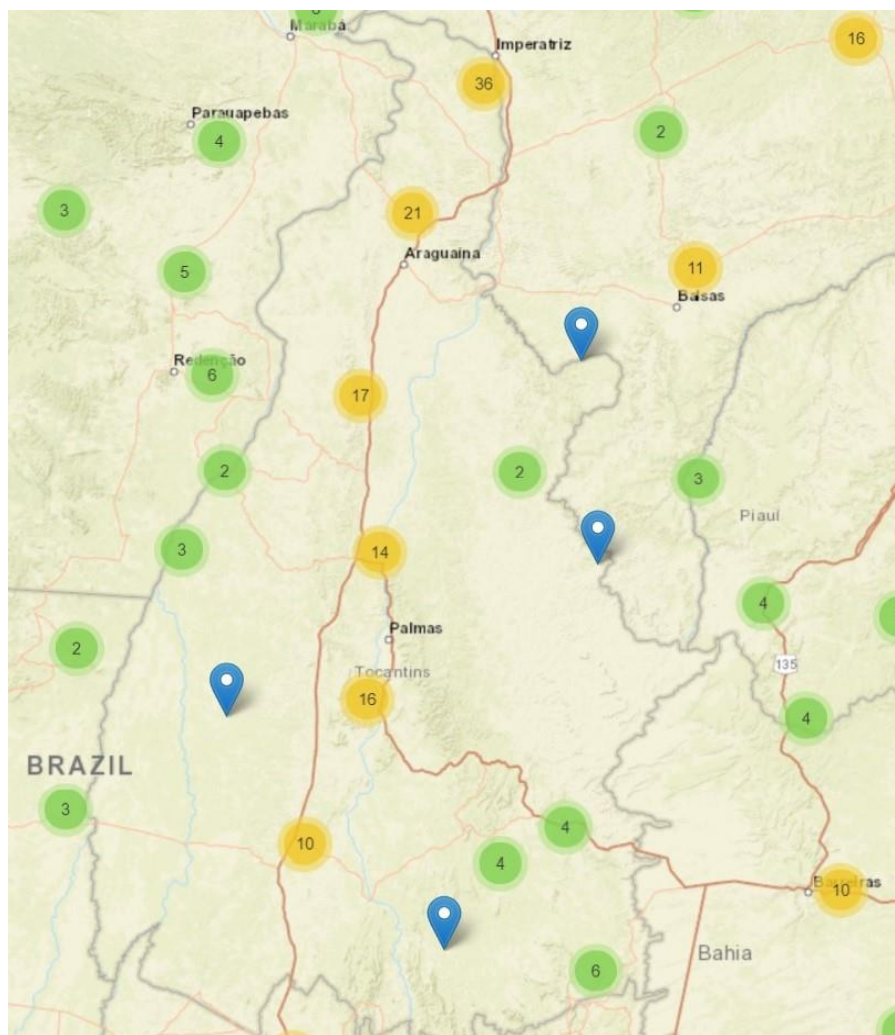 Marabá
Imperatriz
16
36
Parauapebas
4
2
3
21
Araguaína
11
5
Balsas
Redenção
6
17
2
2
3
Piauí
3
14
4
Palmas
2
135
Tocantins
16
4
BRAZIL
3
4
10
4
Barreiras
10
Bahia
6